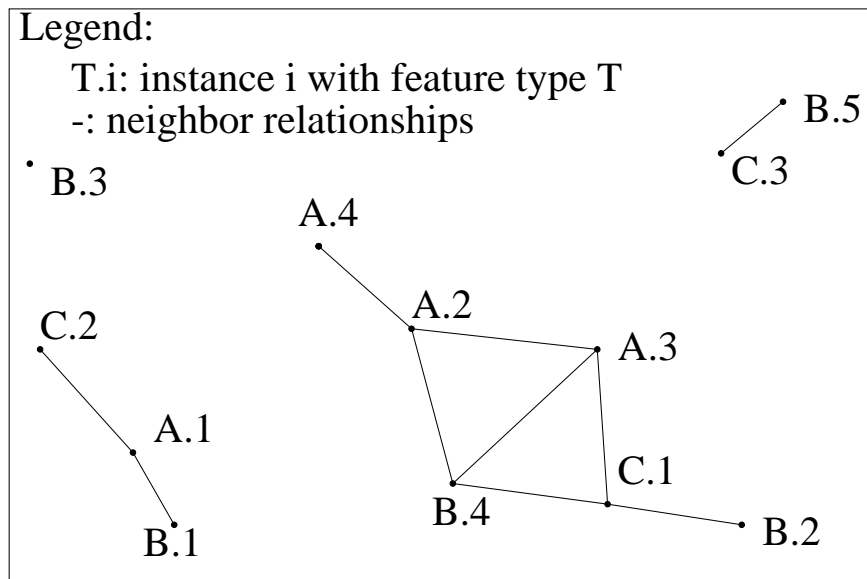 Legend:
T.i: instance i with feature type T
-: neighbor relationships
B.5
C.3
B.3
A.4
A.2
C.2
A.3
A.1
C.1
B.4
B.1
B.2